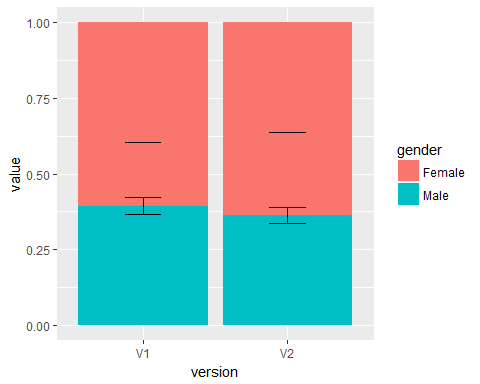 1.00
0.75
0.50
0.25
0.00
value
V1
V2
version
gender
Female
Male